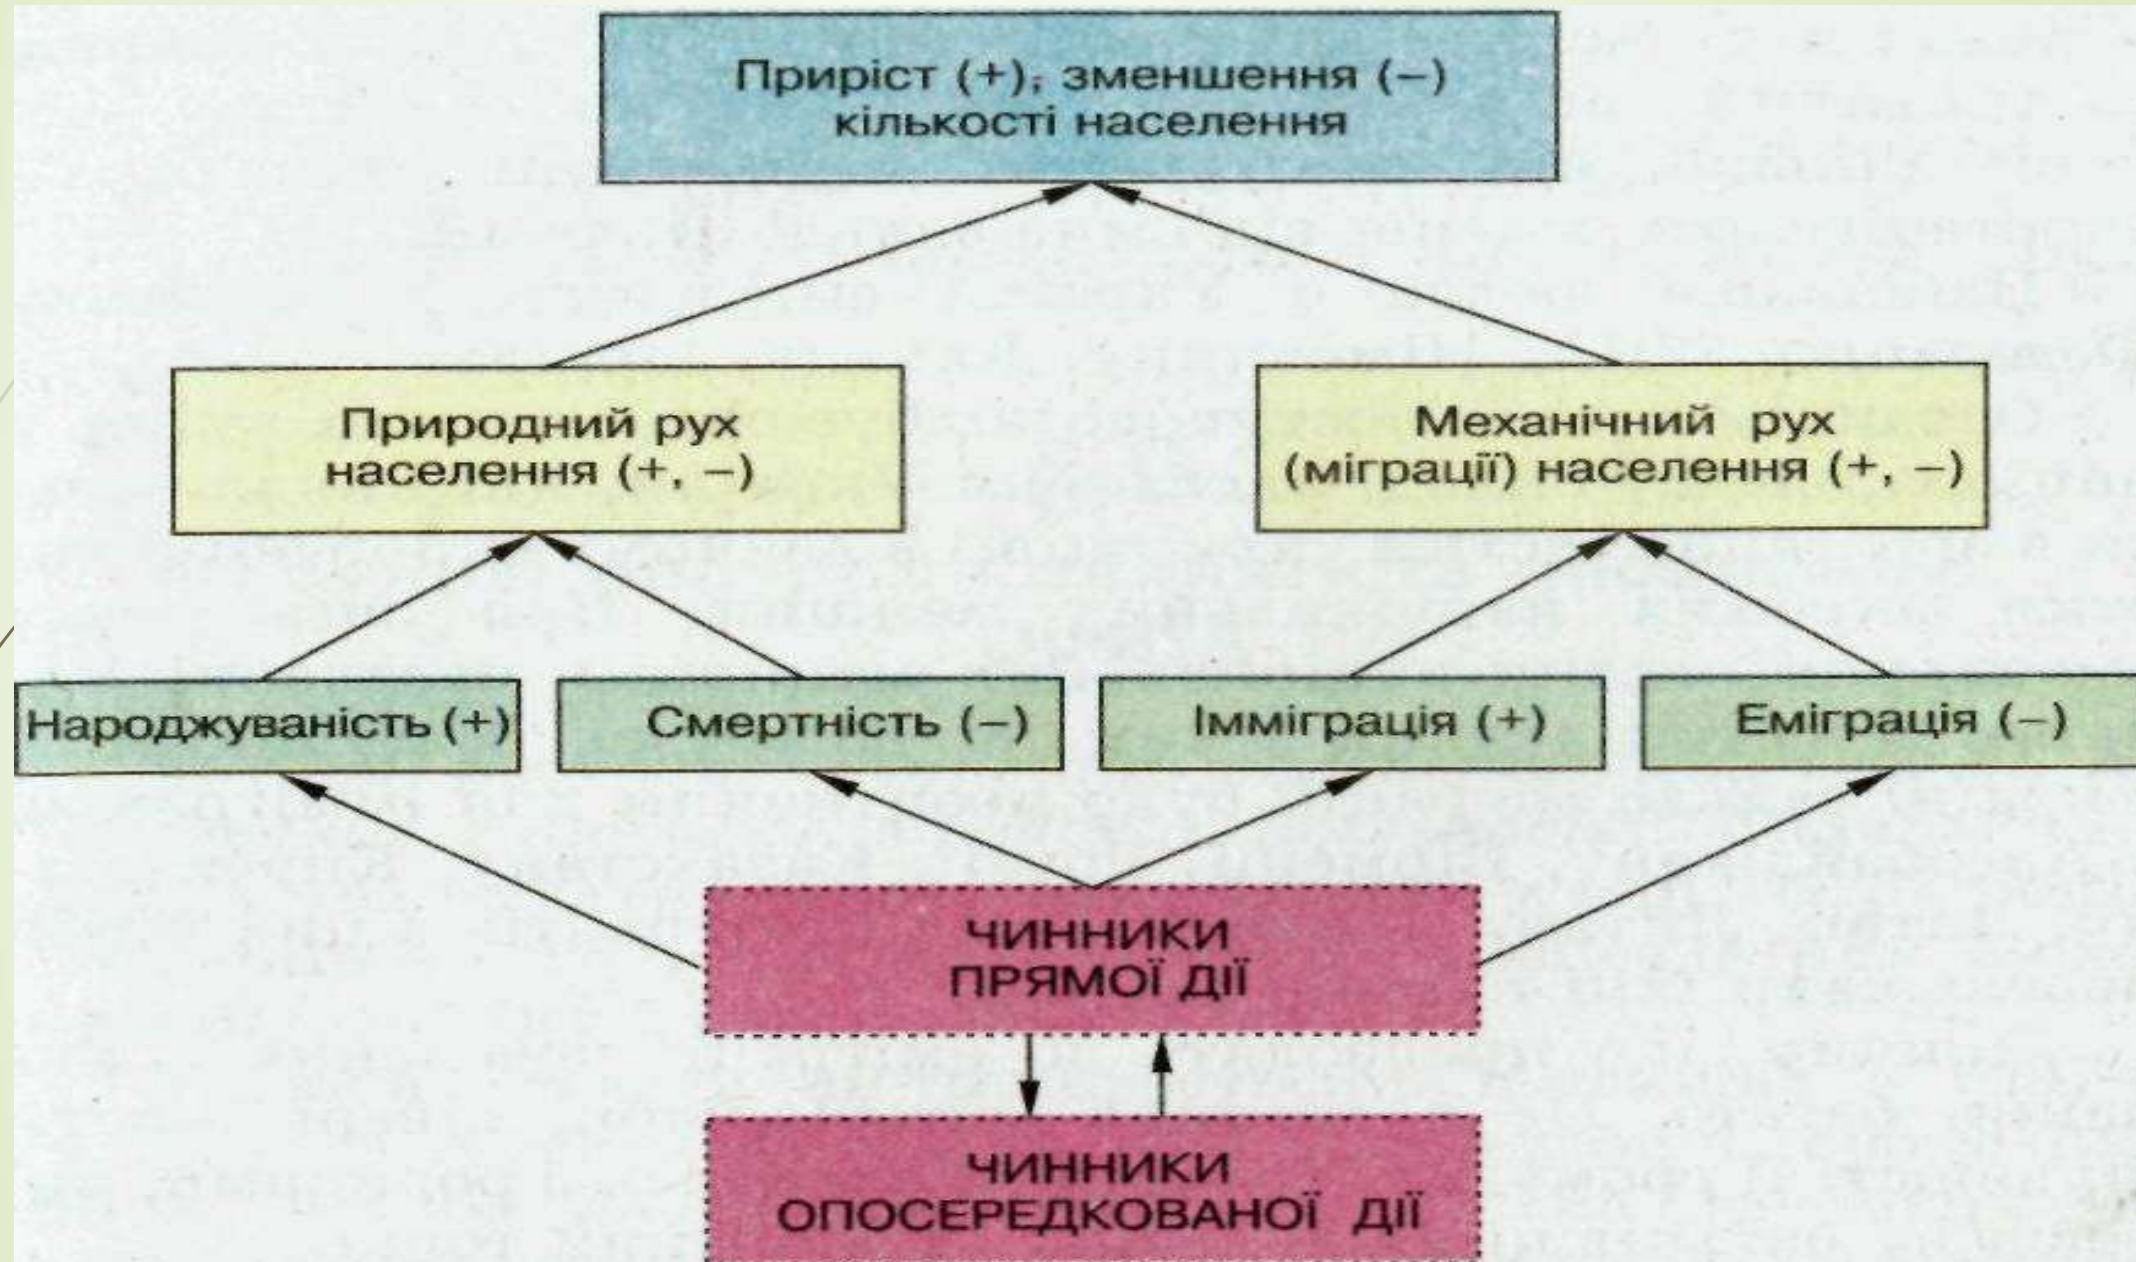 Приріст (+), зменшення (–)
кількості населення
Природний рух
населення (+, –)
Механічний рух
(міграції) населення (+, –)
Народжуваність (+)
Смертність (–)
Імміграція (+)
Еміграція (–)
ЧИННИКИ
ПРЯМОЇ ДІЇ
ЧИННИКИ
ОПОСЕРЕДКОВАНОЇ ДІЇ